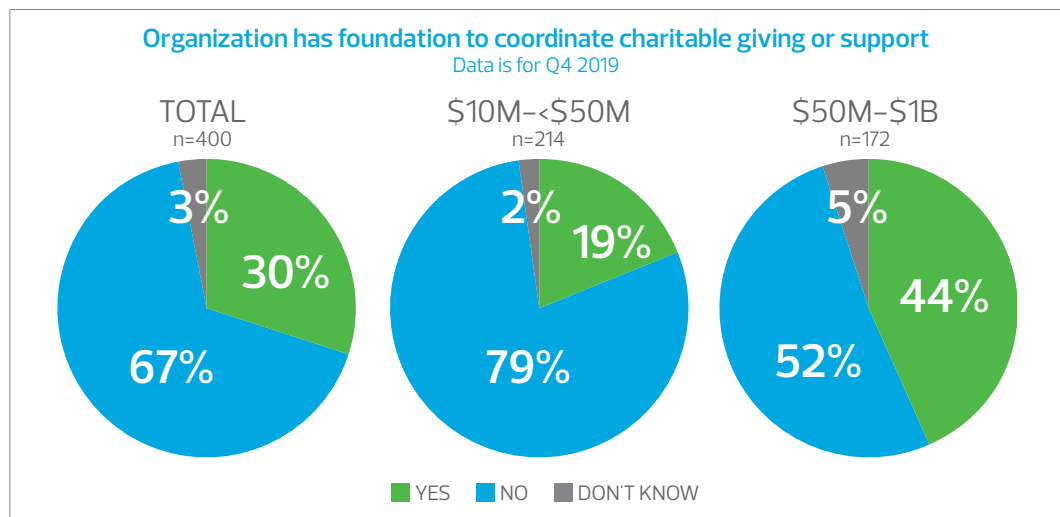 Organization has foundation to coordinate charitable giving or support
Data is for Q4 2019
TOTAL
n=400
3%
30%
67%
$10M-<$50M
n=214
2%
19%
79%
$50M-$1B
n=172
5%
44%
52%
YES
NO
DON'T KNOW